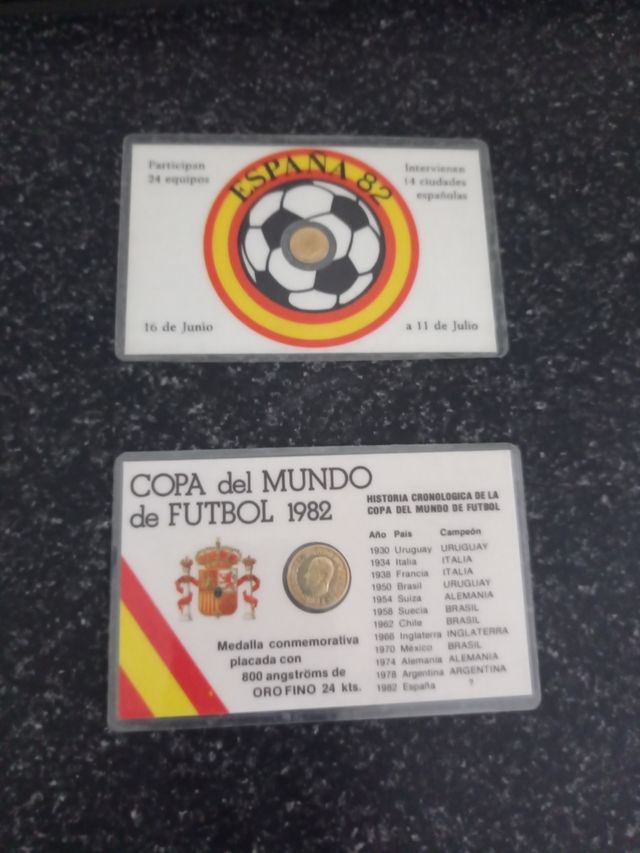 Participan
24 equipos
ESPAÑA 82
Intervienen
14 ciudades
españolas
16 de Junio
a 11 de Julio
COPA del MUNDO
de FUTBOL 1982
HISTORIA CRONOLOGICA DE LA
COPA DEL MUNDO DE FUTBOL
Año Pais Campeón
1930 Uruguay URUGUAY
1934 Italia ITALIA
1938 Francia ITALIA
1950 Brasil URUGUAY
1954 Suiza ALEMANIA
1958 Suecia BRASIL
1962 Chile BRASIL
1966 Inglaterra INGLATERRA
1970 México BRASIL
1974 Alemania ALEMANIA
1978 Argentina ARGENTINA
1982 España ?
Medalla conmemorativa
placada con
800 angströms de
ORO FINO 24 kts.